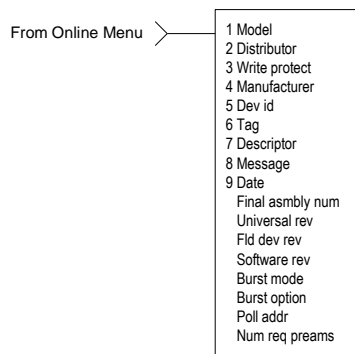 From Online Menu
1 Model
2 Distributor
3 Write protect
4 Manufacturer
5 Dev id
6 Tag
7 Descriptor
8 Message
9 Date
Final asmbly num
Universal rev
Fld dev rev
Software rev
Burst mode
Burst option
Poll addr
Num req preams